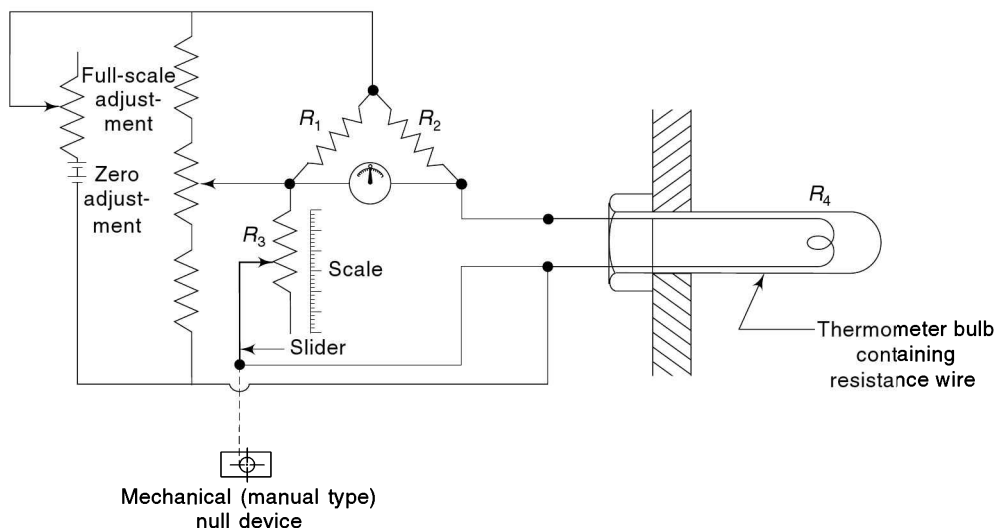 Full-scale
adjust-
ment
Zero
adjust-
ment
R1
R2
R3
Scale
Slider
R4
Thermometer bulb
containing
resistance wire
Mechanical (manual type)
null device